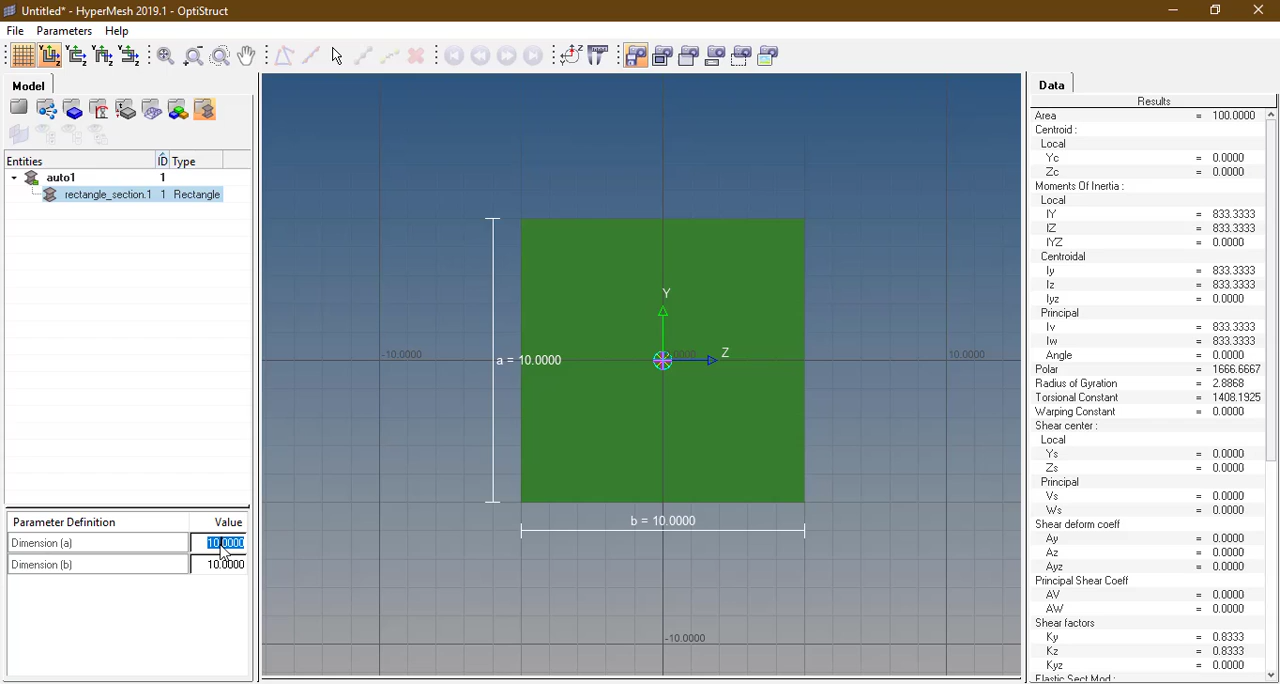 Untitled* - HyperMesh 2019.1 - OptiStruct
File Parameters Help
Model
Entities ID Type
auto1 1
rectangle_section.1 1 Rectangle
Parameter Definition Value
Dimension (a) 10.0000
Dimension (b) 10.0000
Y
Z
a = 10.0000
b = 10.0000
-10.0000
10.0000
-10.0000
Data
Results
Area = 100.0000
Centroid :
Local
Yc = 0.0000
Zc = 0.0000
Moments Of Inertia :
Local
IY = 833.3333
IZ = 833.3333
IYZ = 0.0000
Centroidal
Iy = 833.3333
Iz = 833.3333
Iyz = 0.0000
Principal
Iv = 833.3333
Iw = 833.3333
Angle = 0.0000
Polar = 1666.6667
Radius of Gyration = 2.8868
Torsional Constant = 1408.1925
Warping Constant = 0.0000
Shear center :
Local
Ys = 0.0000
Zs = 0.0000
Principal
Vs = 0.0000
Ws = 0.0000
Shear deform coeff
Ay = 0.0000
Az = 0.0000
Ayz = 0.0000
Principal Shear Coeff
AV = 0.0000
AW = 0.0000
Shear factors
Ky = 0.8333
Kz = 0.8333
Kyz = 0.0000
Elastic Sect Mod :